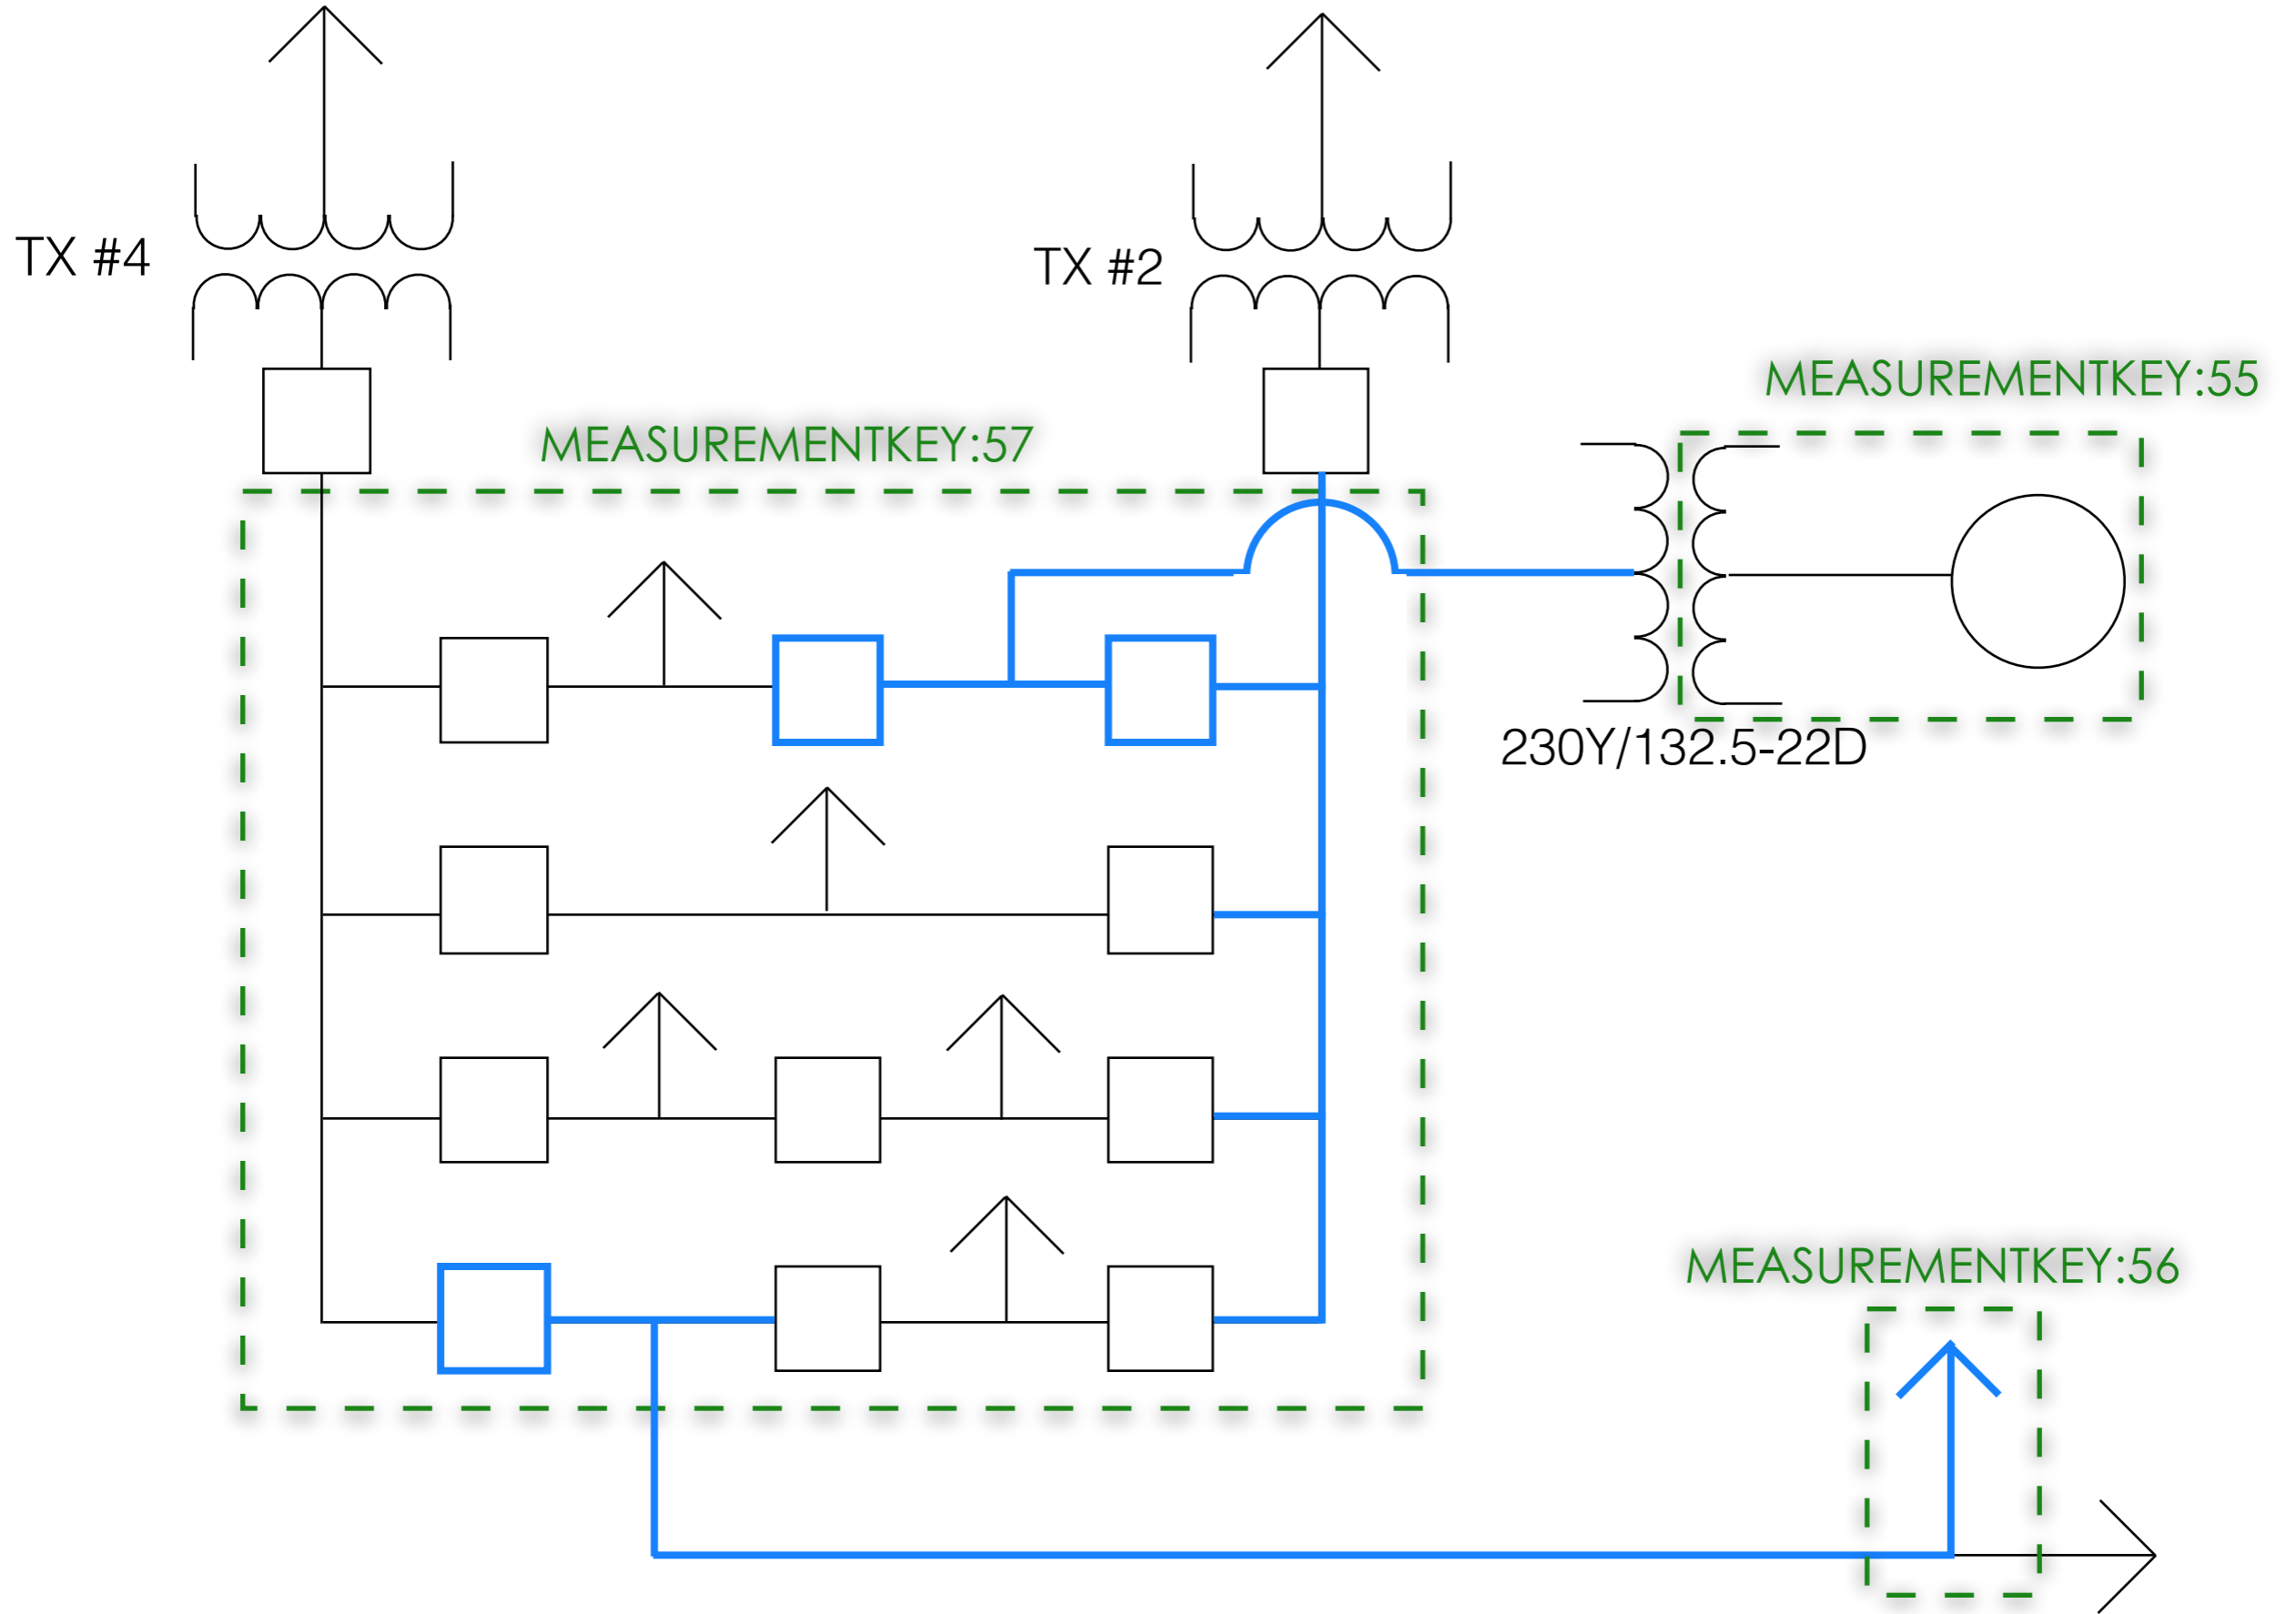 TX #4
TX #2
MEASUREMENTKEY:55
MEASUREMENTKEY:57
230Y/132.5-22D
MEASUREMENTKEY:56